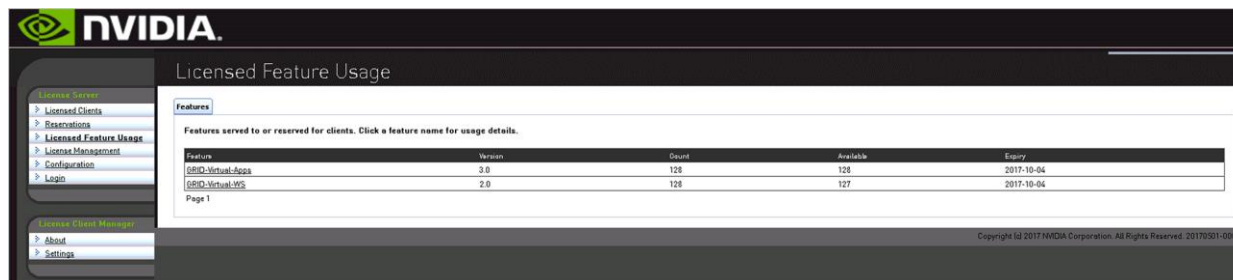 NVIDIA.
Licensed Feature Usage
License Server
Licensed Clients
Reservations
Licensed Feature Usage
License Management
Configuration
Login
License Client Manager
About
Settings
Features
Features served to or reserved for clients. Click a feature name for usage details.
Feature Version Count Available Expiry
GRID-Virtual-Apps 3.0 128 128 2017-10-04
GRID-Virtual-WS 2.0 128 127 2017-10-04
Page 1
Copyright (c) 2017 NVIDIA Corporation. All Rights Reserved. 20170501-00